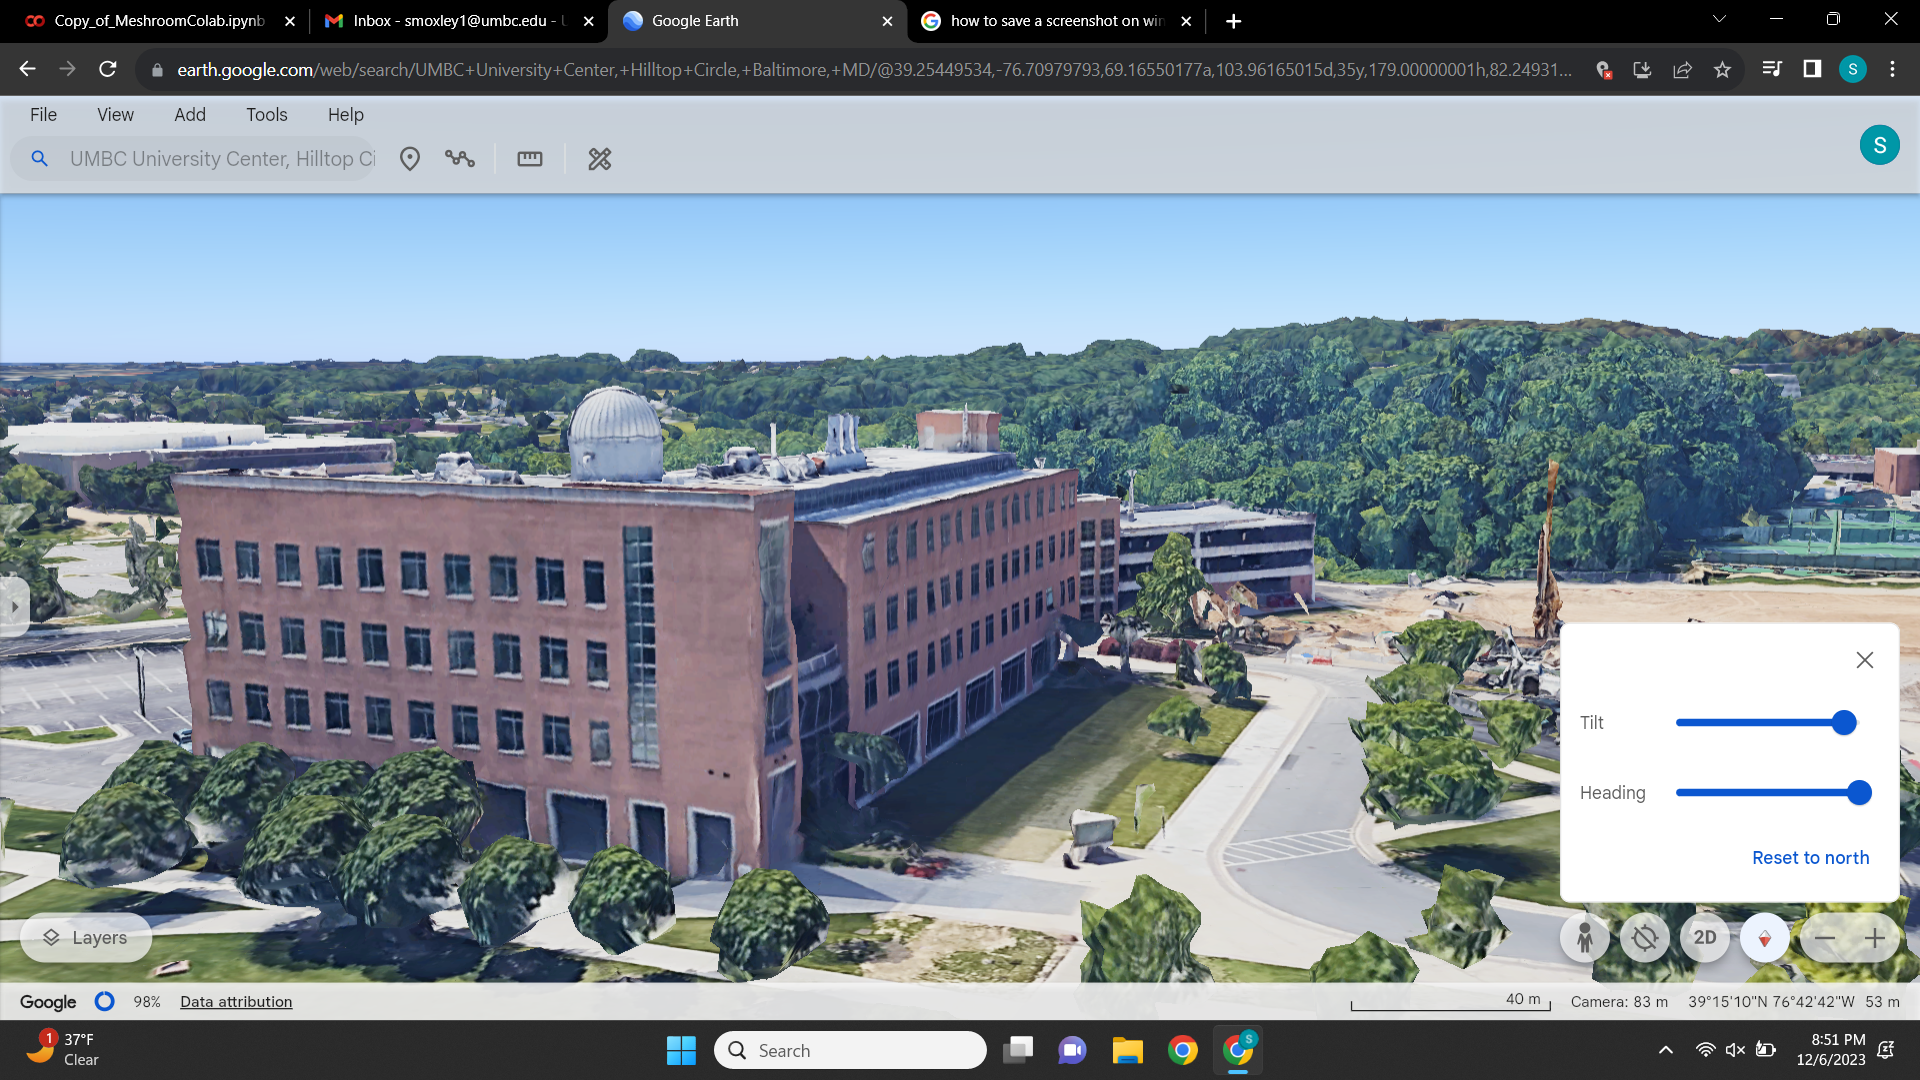 Copy_of_MeshroomColab.ipynb
Inbox - smoxley1@umbc.edu - U
Google Earth
how to save a screenshot on win
earth.google.com/web/search/UMBC+University+Center,+Hilltop+Circle,+Baltimore,+MD/@39.25449534,-76.70979793,69.16550177a,103.96165015d,35y,179.00000001h,82.24931...
S
File View Add Tools Help
UMBC University Center, Hilltop Ci
S
Tilt
Heading
Reset to north
Layers
2D
Google 98% Data attribution
40 m
Camera: 83 m 39°15'10"N 76°42'42"W 53 m
1
37°F
Clear
Search
S
8:51 PM
12/6/2023